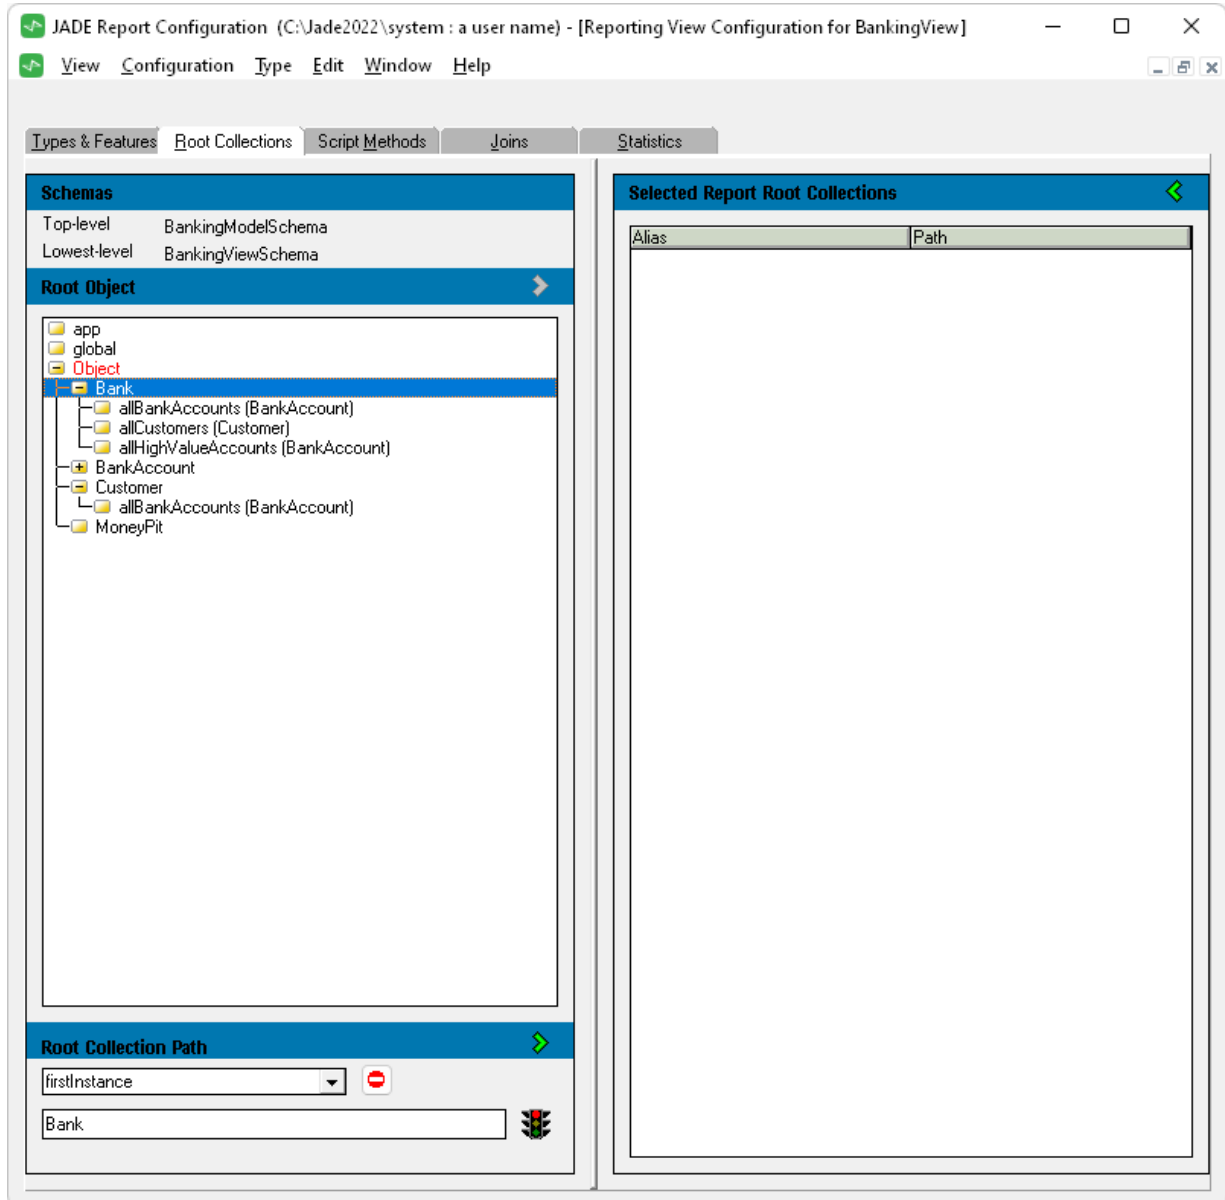 JADE Report Configuration (C:\Jade2022\system : a user name) - [Reporting View Configuration for BankingView]
View Configuration Type Edit Window Help
Types & Features Root Collections Script Methods Joins Statistics
Schemas
Top-level BankingModelSchema
Lowest-level BankingViewSchema
Root Object
app
global
Object
Bank
allBankAccounts (BankAccount)
allCustomers (Customer)
allHighValueAccounts (BankAccount)
BankAccount
Customer
allBankAccounts (BankAccount)
MoneyPit
Root Collection Path
firstInstance
Bank
Selected Report Root Collections
Alias Path